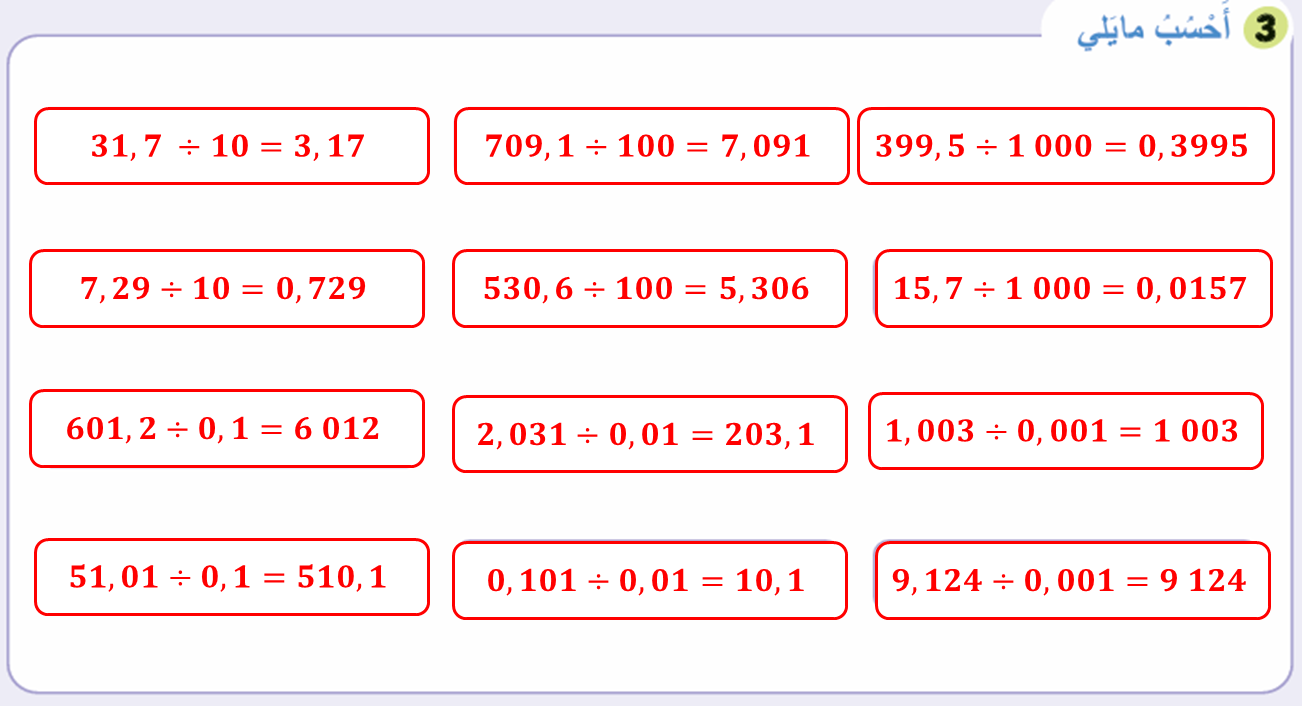 3 أَحْسُبُ مايَلي
31,7 ÷ 10 = 3,17
709,1 ÷ 100 = 7,091
399,5 ÷ 1 000 = 0,3995
7,29 ÷ 10 = 0,729
530,6 ÷ 100 = 5,306
15,7 ÷ 1 000 = 0,0157
601,2 ÷ 0,1 = 6 012
2,031 ÷ 0,01 = 203,1
1,003 ÷ 0,001 = 1 003
51,01 ÷ 0,1 = 510,1
0,101 ÷ 0,01 = 10,1
9,124 ÷ 0,001 = 9 124